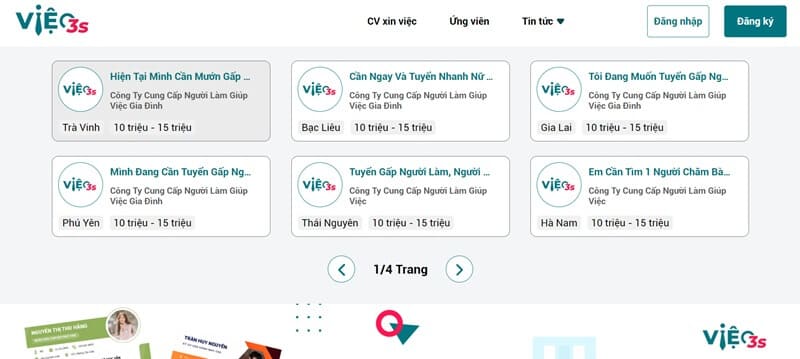 VIỆC3s
CV xin việc
Ứng viên
Tin tức
Đăng nhập
Đăng ký
VIỆC3s
Hiện Tại Mình Cần Mướn Gấp ...
Công Ty Cung Cấp Người Làm Giúp
Việc Gia Đình
Trà Vinh
10 triệu - 15 triệu
VIỆC3s
Cần Ngay Và Tuyển Nhanh Nữ ...
Công Ty Cung Cấp Người Làm Giúp
Việc Gia Đình
Bạc Liêu
10 triệu - 15 triệu
VIỆC3s
Tôi Đang Muốn Tuyển Gấp Ng...
Công Ty Cung Cấp Người Làm Giúp
Việc Gia Đình
Gia Lai
10 triệu - 15 triệu
VIỆC3s
Mình Đang Cần Tuyển Gấp Ng...
Công Ty Cung Cấp Người Làm Giúp
Việc Gia Đình
Phú Yên
10 triệu - 15 triệu
VIỆC3s
Tuyển Gấp Người Làm, Người ...
Công Ty Cung Cấp Người Làm Giúp
Việc
Thái Nguyên
10 triệu - 15 triệu
VIỆC3s
Em Cần Tìm 1 Người Chăm Bà...
Công Ty Cung Cấp Người Làm Giúp
Việc
Hà Nam
10 triệu - 15 triệu
1/4 Trang
NGUYỄN THỊ THU HẰNG
TRẦN HUY NGUYÊN
VIỆC3s